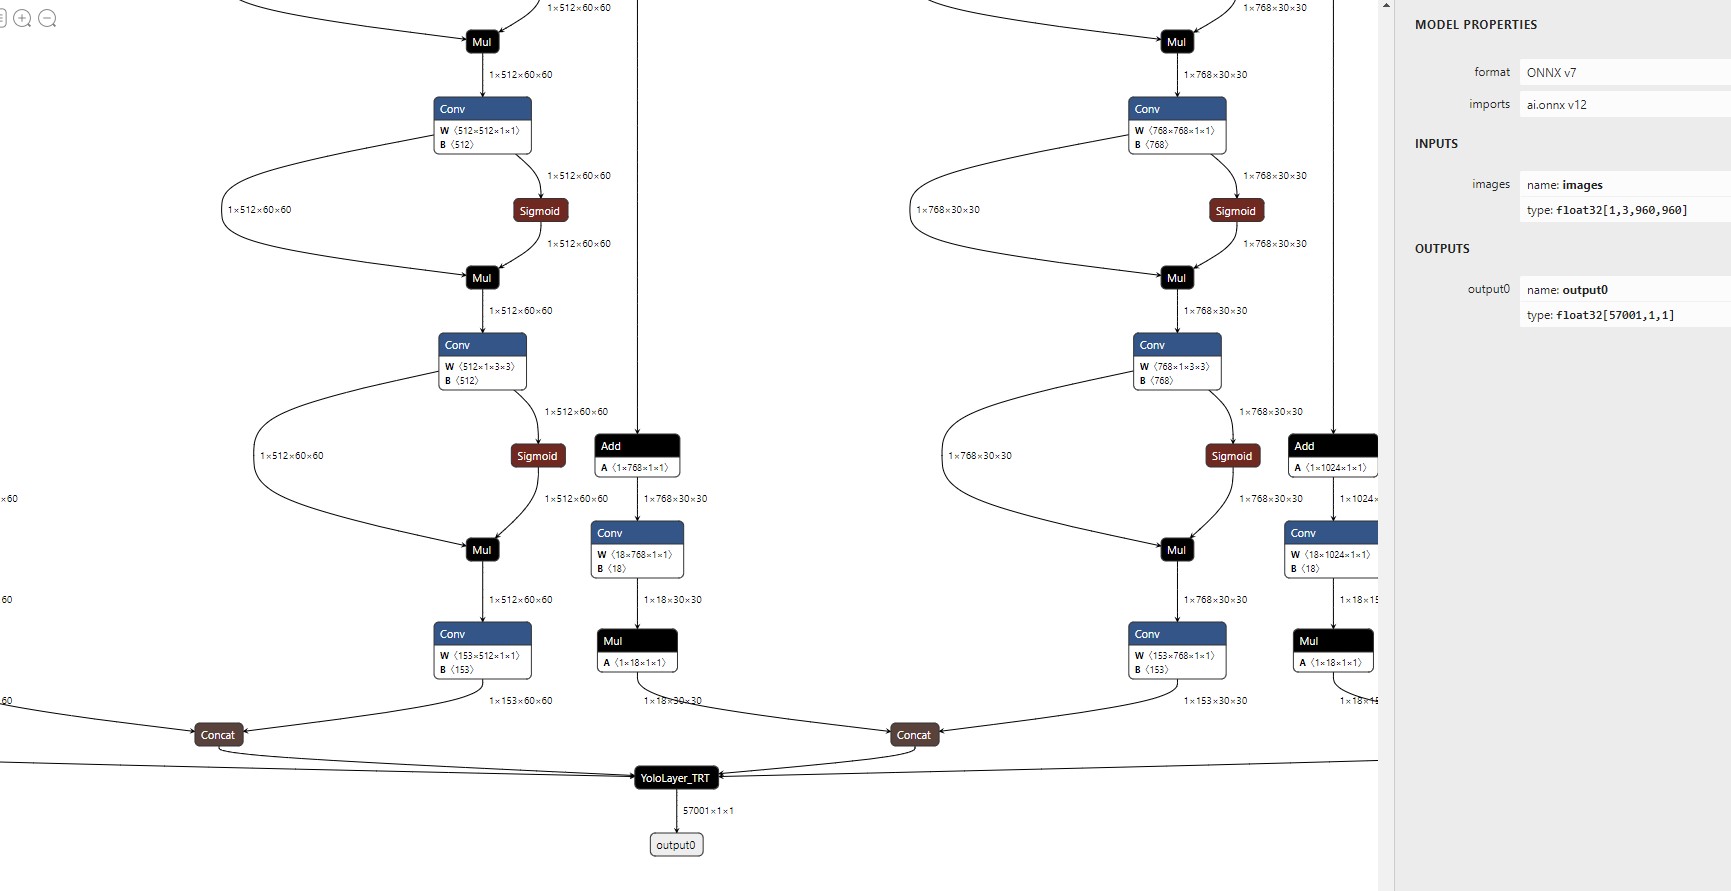 1×512×60×60
1×768×30×30
Mul
Mul
1×512×60×60
1×768×30×30
Conv
W 〈512×512×1×1〉
B 〈512〉
Conv
W 〈768×768×1×1〉
B 〈768〉
1×512×60×60
1×768×30×30
1×512×60×60
Sigmoid
1×768×30×30
Sigmoid
1×512×60×60
1×768×30×30
Mul
Mul
1×512×60×60
1×768×30×30
Conv
W 〈512×1×3×3〉
B 〈512〉
Conv
W 〈768×1×3×3〉
B 〈768〉
1×512×60×60
1×768×30×30
1×512×60×60
Sigmoid
Add
A 〈1×768×1×1〉
1×768×30×30
Sigmoid
Add
A 〈1×1024×1×1〉
×60
1×512×60×60
1×768×30×30
1×768×30×30
1×1024×
Mul
Conv
W 〈18×768×1×1〉
B 〈18〉
Mul
Conv
W 〈18×1024×1×1〉
B 〈18〉
60
1×512×60×60
1×18×30×30
1×768×30×30
1×18×15
Conv
W 〈153×512×1×1〉
B 〈153〉
Mul
A 〈1×18×1×1〉
Conv
W 〈153×768×1×1〉
B 〈153〉
Mul
A 〈1×18×1×1〉
60
1×153×60×60
1×18×30×30
1×153×30×30
1×18×15
Concat
Concat
YoloLayer_TRT
57001×1×1
output0
MODEL PROPERTIES
format ONNX v7
imports ai.onnx v12
INPUTS
images name: images
type: float32[1,3,960,960]
OUTPUTS
output0 name: output0
type: float32[57001,1,1]